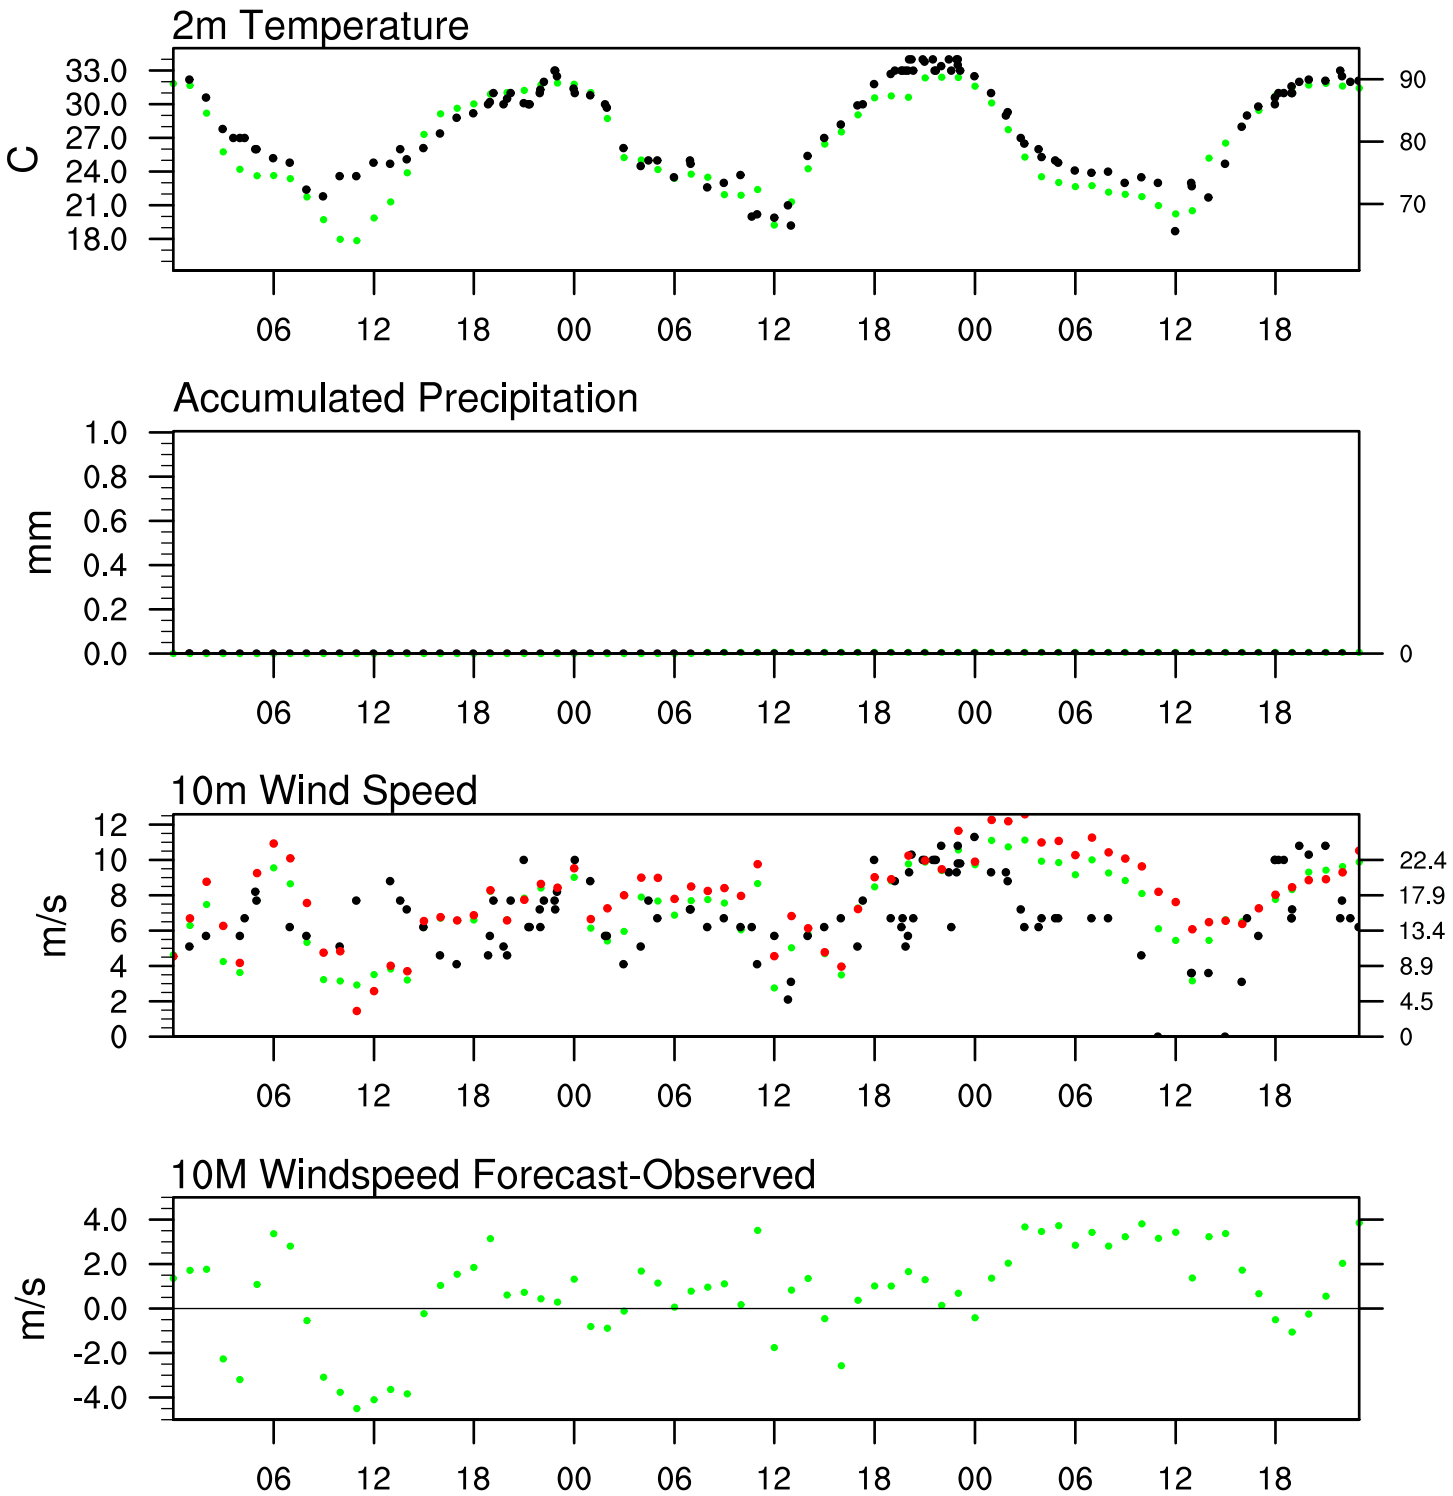 2m Temperature
33.0
30.0
27.0
24.0
21.0
18.0
C
90
80
70
06 12 18 00 06 12 18 00 06 12 18
Accumulated Precipitation
1.0
0.8
0.6
0.4
0.2
0.0
mm
0
06 12 18 00 06 12 18 00 06 12 18
10m Wind Speed
12
10
8
6
4
2
0
m/s
22.4
17.9
13.4
8.9
4.5
0
06 12 18 00 06 12 18 00 06 12 18
10M Windspeed Forecast-Observed
4.0
2.0
0.0
-2.0
-4.0
m/s
06 12 18 00 06 12 18 00 06 12 18